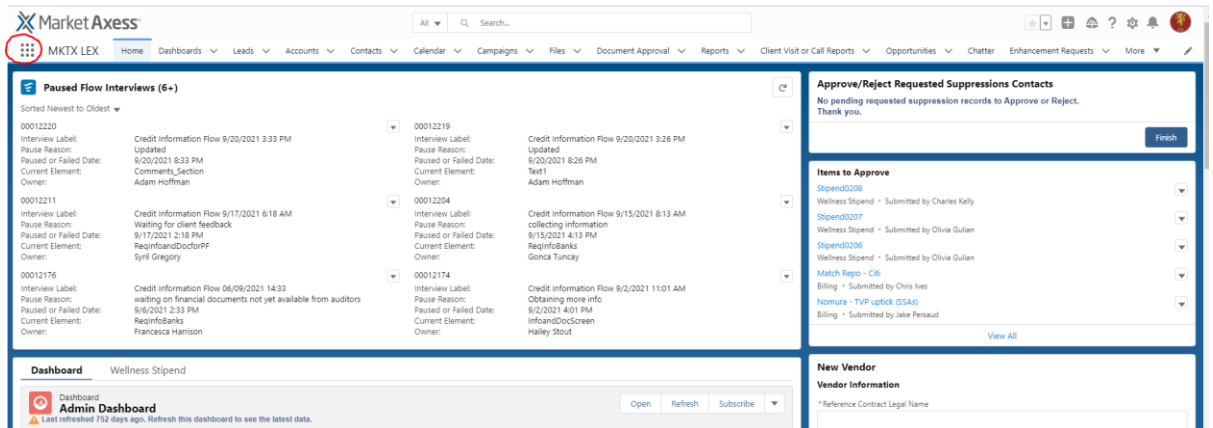 MarketAxess
All
Search...
MKTX LEX
Home
Dashboards
Leads
Accounts
Contacts
Calendar
Campaigns
Files
Document Approval
Reports
Client Visit or Call Reports
Opportunities
Chatter
Enhancement Requests
More
Paused Flow Interviews (6+)
Sorted Newest to Oldest
00012220
Interview Label: Credit Information Flow 9/20/2021 3:33 PM
Pause Reason: Updated
Paused or Failed Date: 9/20/2021 8:33 PM
Current Element: Comments_Section
Owner: Adam Hoffman
00012219
Interview Label: Credit Information Flow 9/20/2021 3:26 PM
Pause Reason: Updated
Paused or Failed Date: 9/20/2021 8:26 PM
Current Element: Text1
Owner: Adam Hoffman
00012211
Interview Label: Credit Information Flow 9/17/2021 6:18 AM
Pause Reason: Waiting for client feedback
Paused or Failed Date: 9/17/2021 2:18 PM
Current Element: ReqInfoandDocforPF
Owner: Syril Gregory
00012204
Interview Label: Credit Information Flow 9/15/2021 8:13 AM
Pause Reason: collecting information
Paused or Failed Date: 9/15/2021 4:13 PM
Current Element: ReqInfoBanks
Owner: Gonca Tuncay
00012176
Interview Label: Credit Information Flow 06/09/2021 14:33
Pause Reason: waiting on financial documents not yet available from auditors
Paused or Failed Date: 9/6/2021 2:33 PM
Current Element: ReqInfoBanks
Owner: Francesca Harrison
00012174
Interview Label: Credit Information Flow 9/2/2021 11:01 AM
Pause Reason: Obtaining more info
Paused or Failed Date: 9/2/2021 4:01 PM
Current Element: InfoandDocScreen
Owner: Hailey Stout
Dashboard
Wellness Stipend
Dashboard
Admin Dashboard
Last refreshed 752 days ago. Refresh this dashboard to see the latest data.
Open
Refresh
Subscribe
Approve/Reject Requested Suppressions Contacts
No pending requested suppression records to Approve or Reject.
Thank you.
Finish
Items to Approve
Stipend0208
Wellness Stipend • Submitted by Charles Kelly
Stipend0207
Wellness Stipend • Submitted by Olivia Gulian
Stipend0206
Wellness Stipend • Submitted by Olivia Gulian
Match Repo - Citi
Billing • Submitted by Chris Ives
Nomura - TVP uptick (SSAs)
Billing • Submitted by Jake Persaud
View All
New Vendor
Vendor Information
*Reference Contract Legal Name